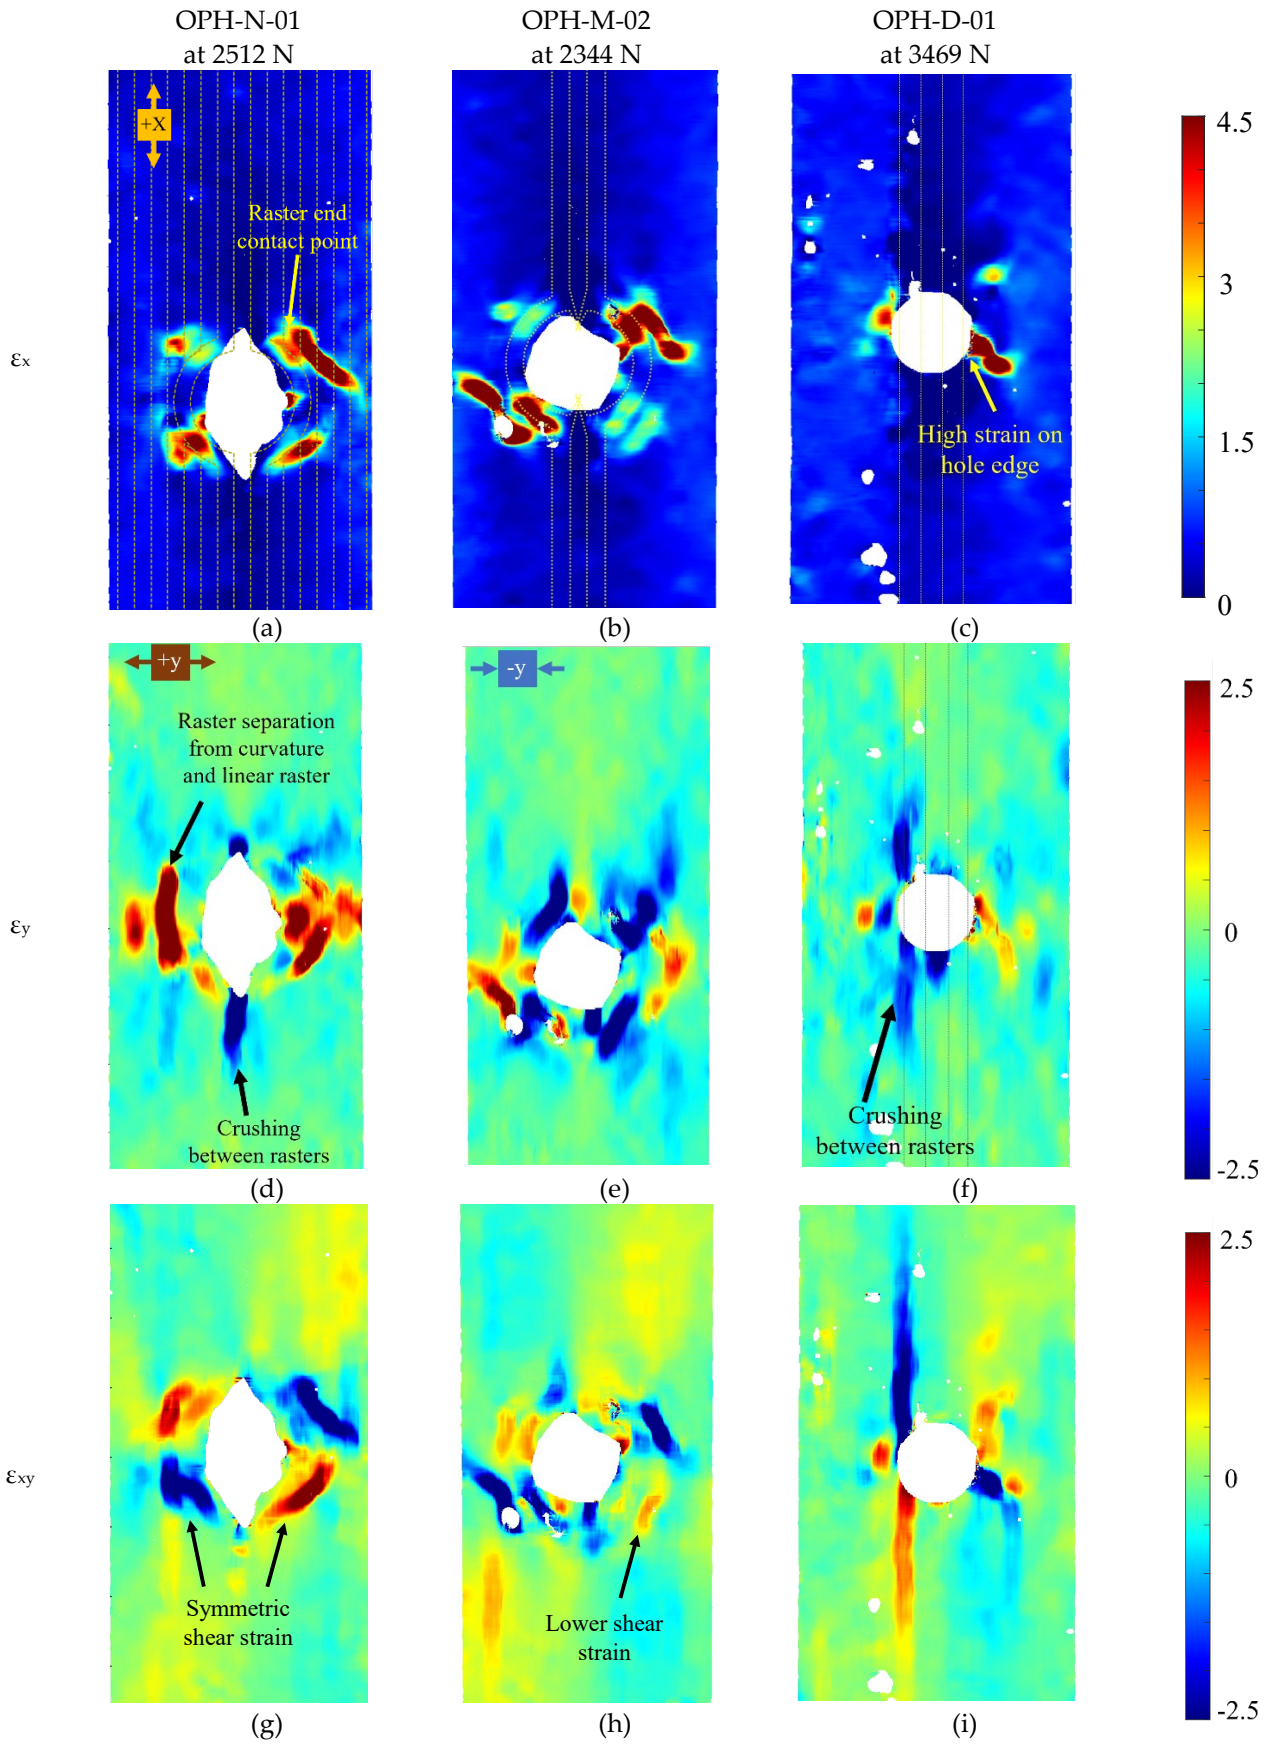 OPH-N-01
at 2512 N
OPH-M-02
at 2344 N
OPH-D-01
at 3469 N
+X
Raster end
contact point
High strain on
hole edge
εx
4.5
3
1.5
0
(a)
(b)
(c)
+y
-y
Raster separation
from curvature
and linear raster
Crushing
between rasters
Crushing
between rasters
εy
2.5
0
-2.5
(d)
(e)
(f)
Symmetric
shear strain
Lower shear
strain
εxy
2.5
0
-2.5
(g)
(h)
(i)